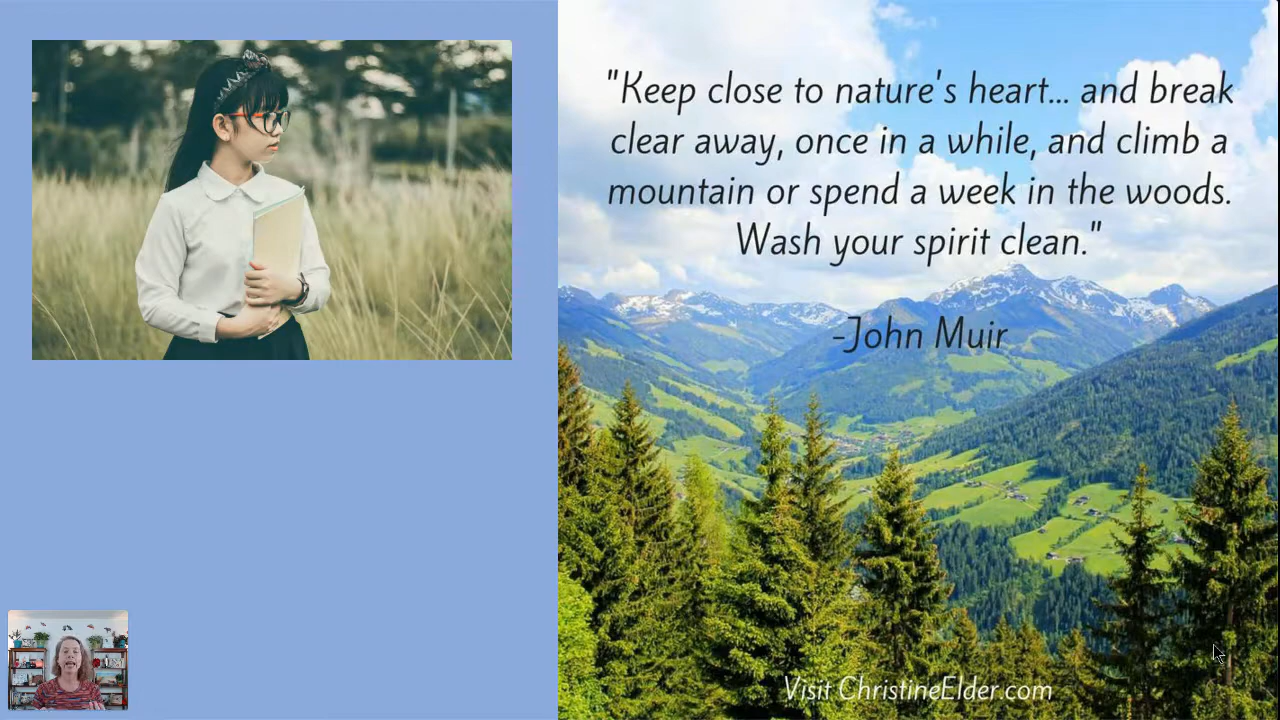 "Keep close to nature's heart... and break
clear away, once in a while, and climb a
mountain or spend a week in the woods.
Wash your spirit clean."
-John Muir
Visit ChristineElder.com